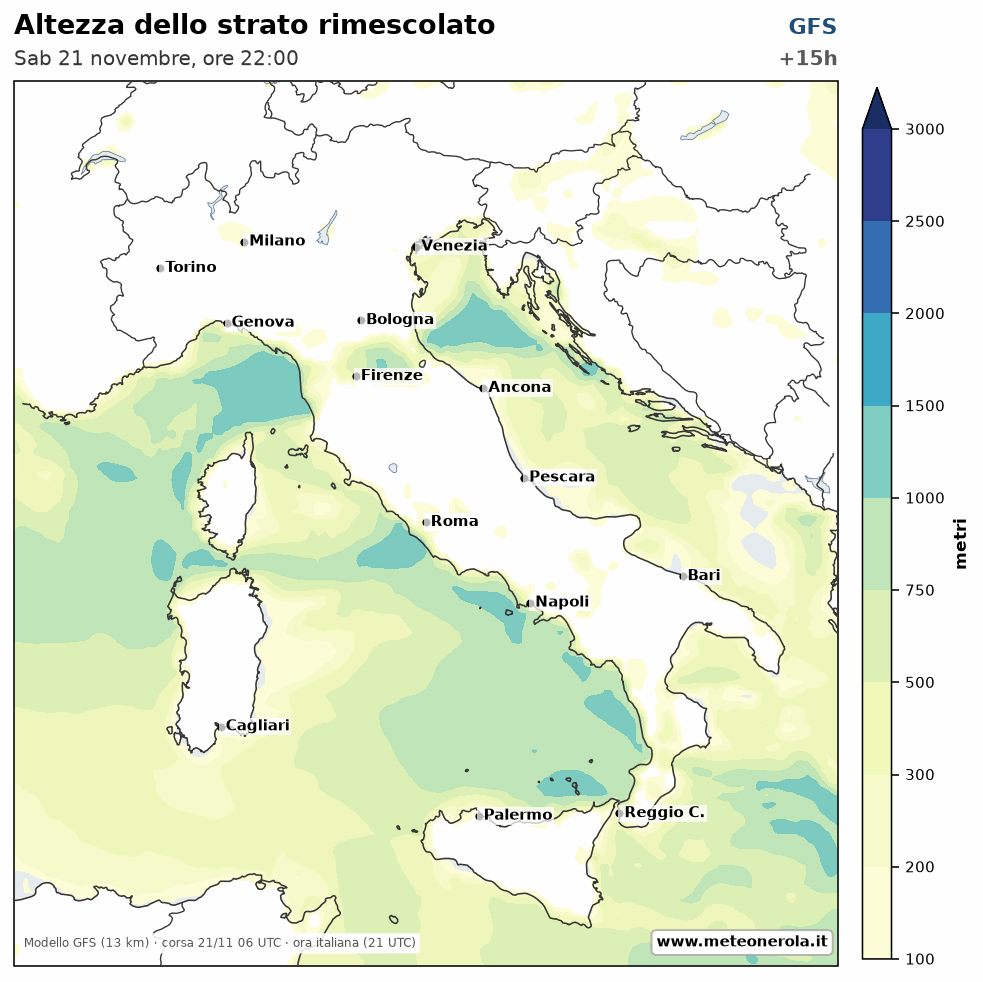 Altezza dello strato rimescolato
GFS
Sab 21 novembre, ore 22:00
+15h
Milano
Venezia
Torino
Genova
Bologna
Firenze
Ancona
Pescara
Roma
Bari
Napoli
Cagliari
Palermo
Reggio C.
3000
2500
2000
1500
1000
750
500
300
200
100
metri
Modello GFS (13 km) · corsa 21/11 06 UTC · ora italiana (21 UTC)
www.meteonerola.it